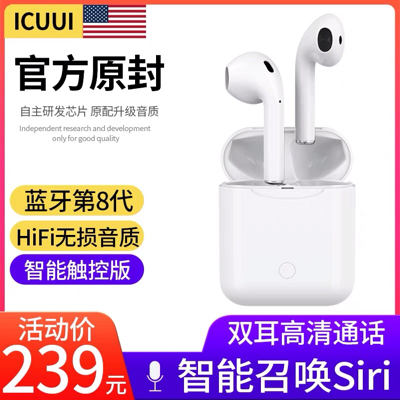 ICUUI
官方原封
自主研发芯片 原配升级音质
Independent research and development
only for good quality
蓝牙第8代
HiFi无损音质
智能触控版
活动价
239元
双耳高清通话
智能召唤Siri